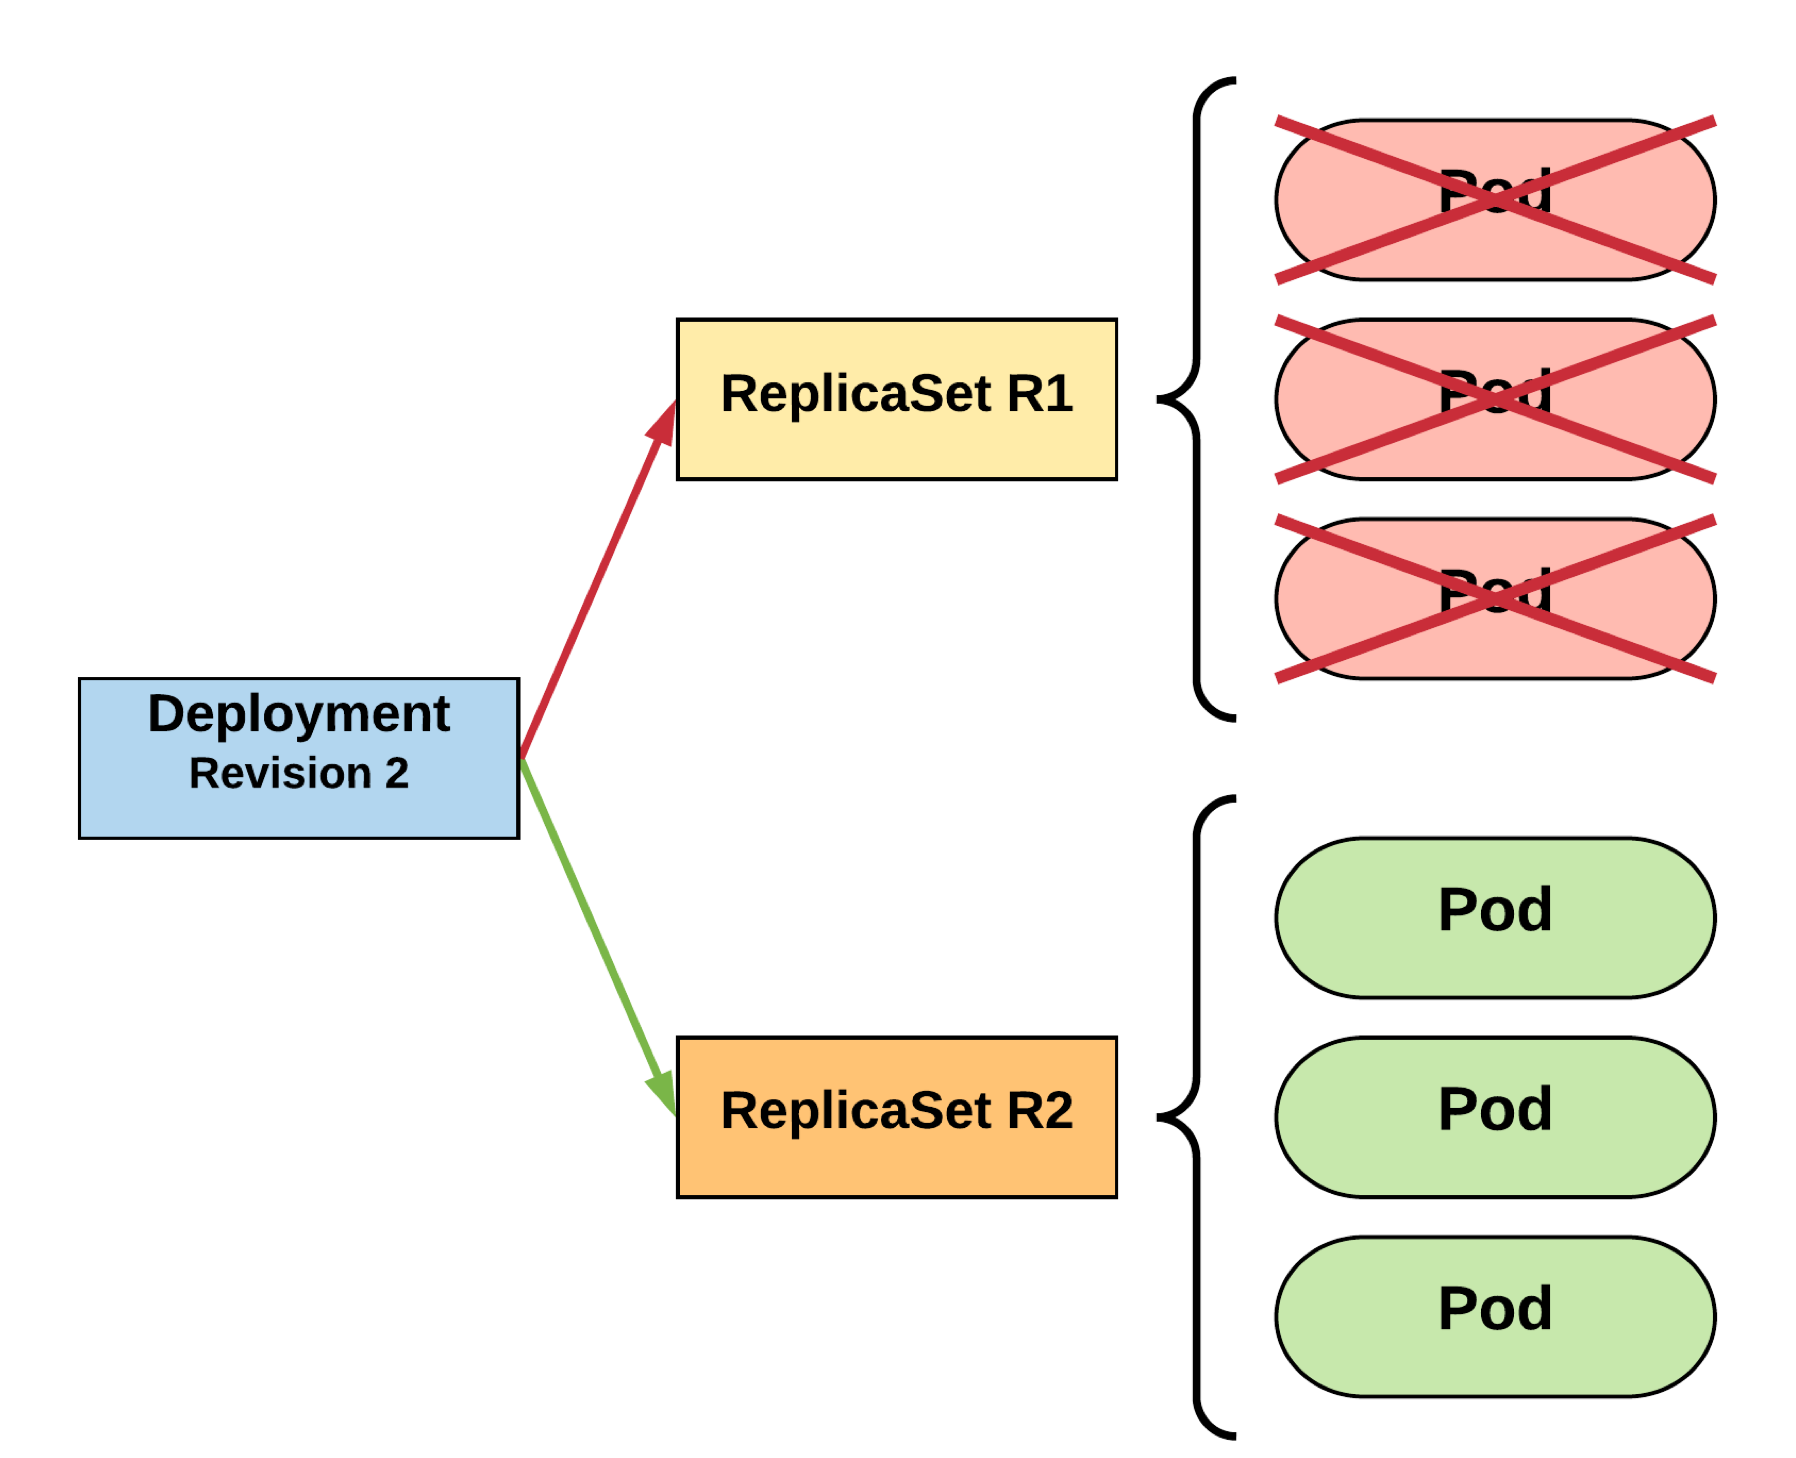 Pod
Pod
ReplicaSet R1
Pod
Deployment
Revision 2
Pod
ReplicaSet R2
Pod
Pod